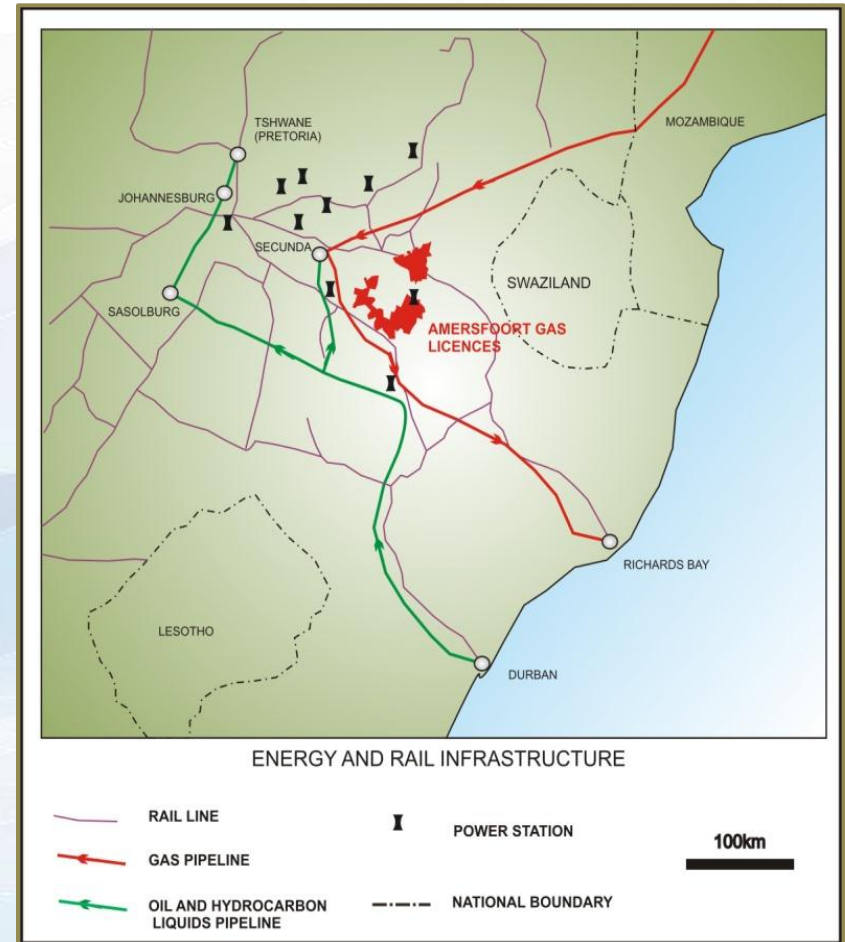 TSHWANE
(PRETORIA)
MOZAMBIQUE
JOHANNESBURG
SECUNDA
SWAZILAND
SASOLBURG
AMERSFOORT GAS
LICENCES
RICHARDS BAY
LESOTHO
DURBAN
ENERGY AND RAIL INFRASTRUCTURE
RAIL LINE
POWER STATION
100km
GAS PIPELINE
OIL AND HYDROCARBON
LIQUIDS PIPELINE
NATIONAL BOUNDARY